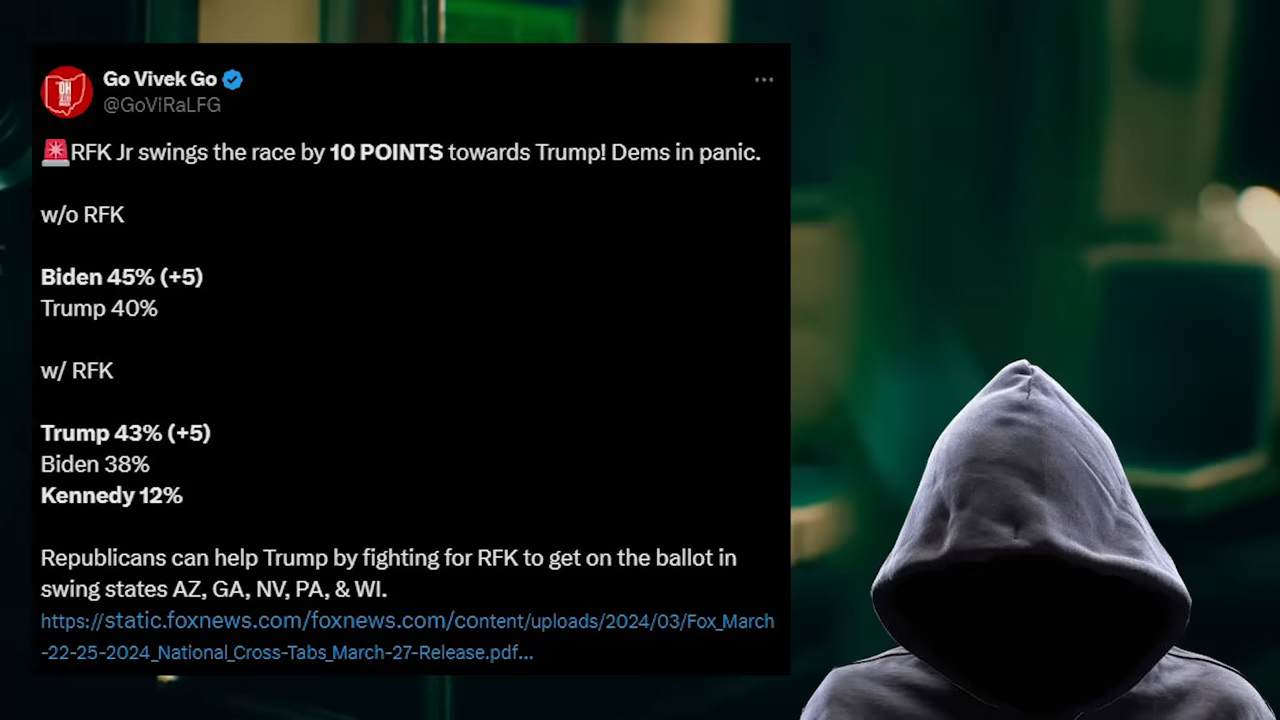 Go Vivek Go
@GoViRaLFG
🚨RFK Jr swings the race by 10 POINTS towards Trump! Dems in panic.
w/o RFK
Biden 45% (+5)
Trump 40%
w/ RFK
Trump 43% (+5)
Biden 38%
Kennedy 12%
Republicans can help Trump by fighting for RFK to get on the ballot in
swing states AZ, GA, NV, PA, & WI.
https://static.foxnews.com/foxnews.com/content/uploads/2024/03/Fox_March
-22-25-2024_National_Cross-Tabs_March-27-Release.pdf...